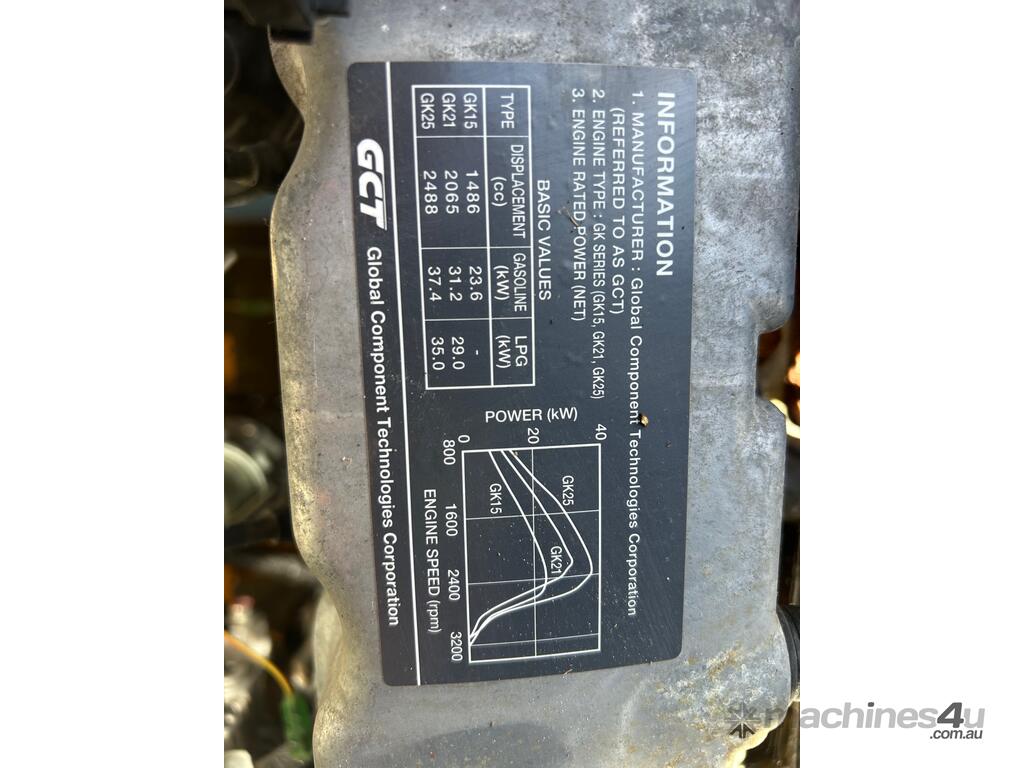 INFORMATION
1. MANUFACTURER : Global Component Technologies Corporation
(REFERRED TO AS GCT)
2. ENGINE TYPE : GK SERIES (GK15, GK21, GK25)
3. ENGINE RATED POWER (NET)
BASIC VALUES
TYPE DISPLACEMENT (cc) GASOLINE (kW) LPG (kW)
GK15 1486 23.6 -
GK21 2065 31.2 29.0
GK25 2488 37.4 35.0
POWER (kW)
40
20
0
GK25
GK21
GK15
800 1600 2400 3200
ENGINE SPEED (rpm)
GCT Global Component Technologies Corporation
machines4u
.com.au